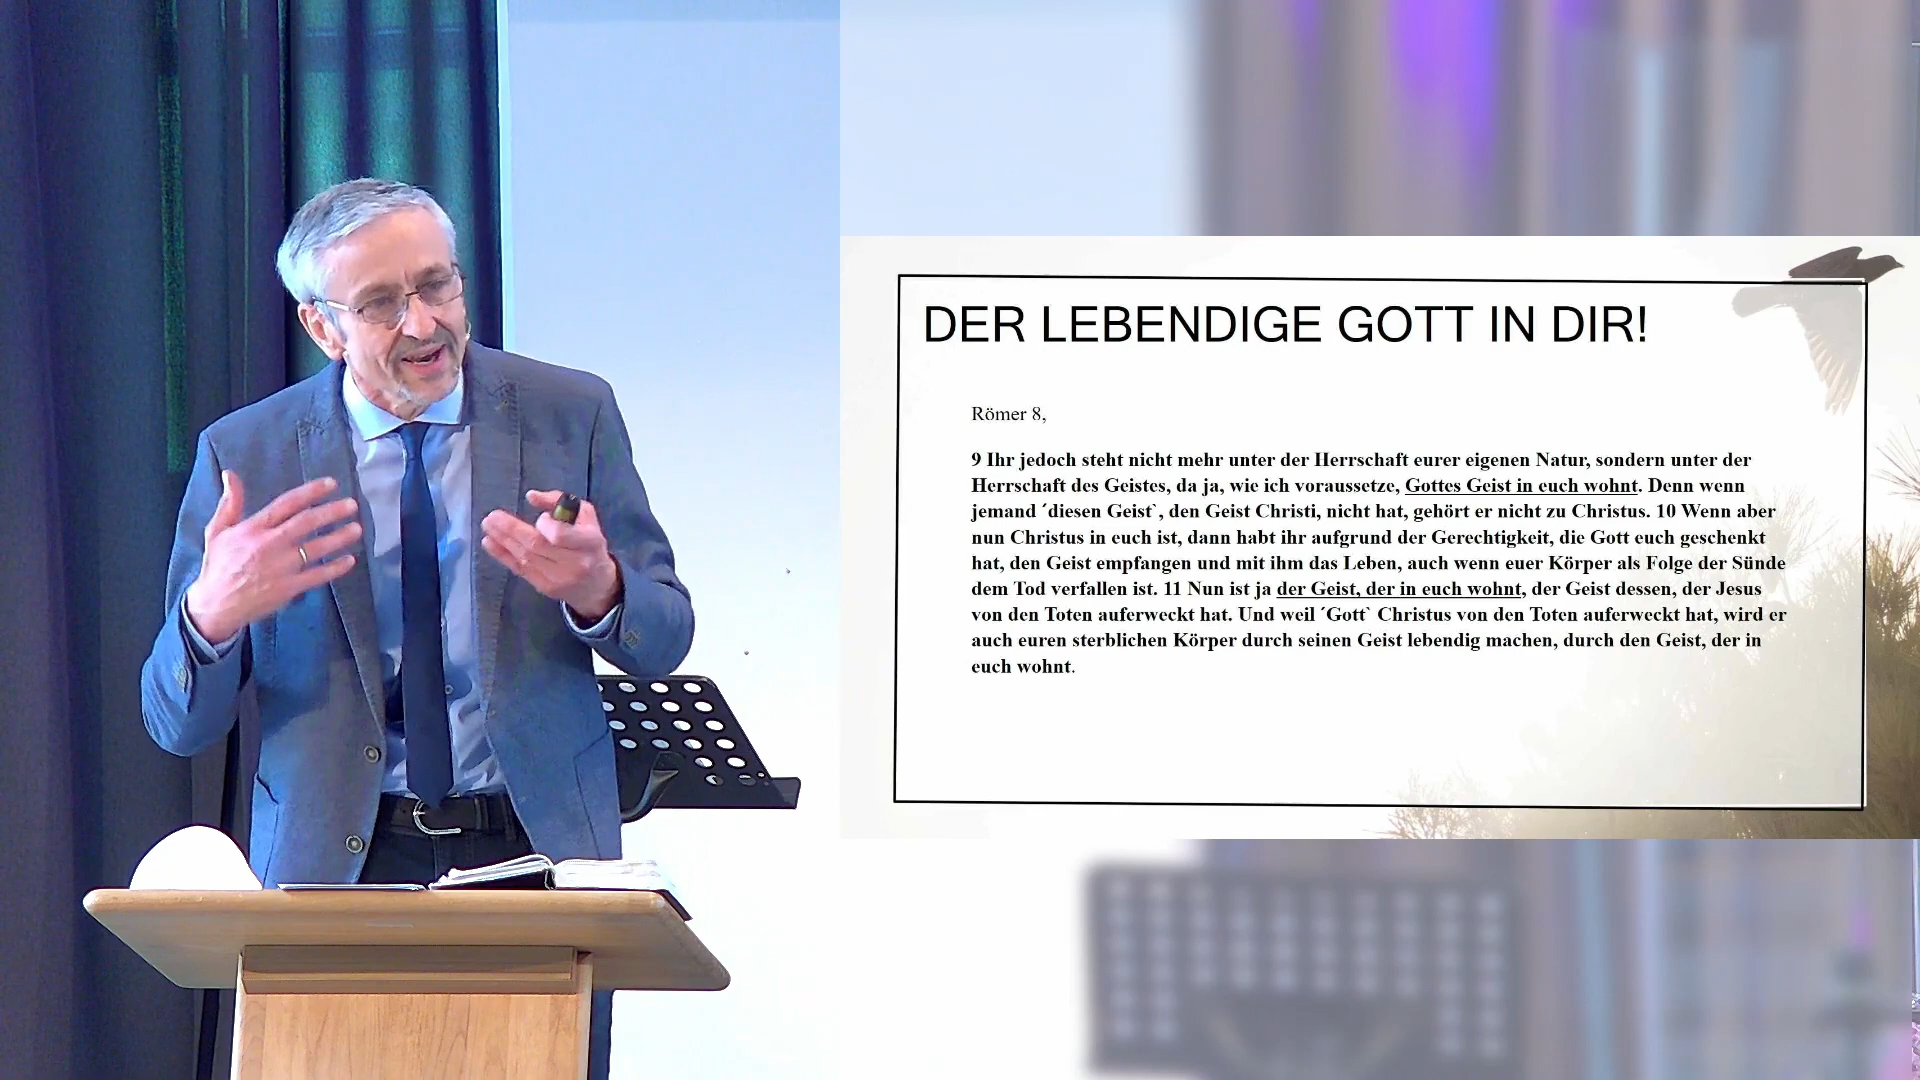 DER LEBENDIGE GOTT IN DIR!
Römer 8,
9 Ihr jedoch steht nicht mehr unter der Herrschaft eurer eigenen Natur, sondern unter der
Herrschaft des Geistes, da ja, wie ich voraussetze, Gottes Geist in euch wohnt. Denn wenn
jemand ´diesen Geist`, den Geist Christi, nicht hat, gehört er nicht zu Christus. 10 Wenn aber
nun Christus in euch ist, dann habt ihr aufgrund der Gerechtigkeit, die Gott euch geschenkt
hat, den Geist empfangen und mit ihm das Leben, auch wenn euer Körper als Folge der Sünde
dem Tod verfallen ist. 11 Nun ist ja der Geist, der in euch wohnt, der Geist dessen, der Jesus
von den Toten auferweckt hat. Und weil ´Gott` Christus von den Toten auferweckt hat, wird er
auch euren sterblichen Körper durch seinen Geist lebendig machen, durch den Geist, der in
euch wohnt.